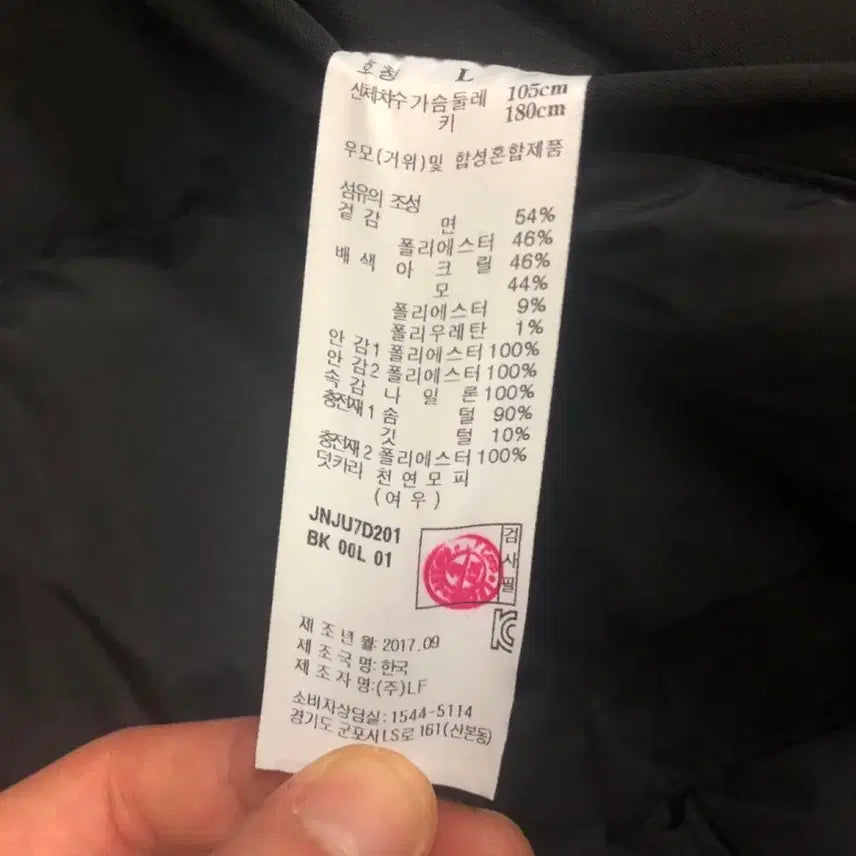 호칭 L
신체치수 가슴둘레 105cm
키 180cm
우모(거위)및 합성혼합제품
섬유의 조성
겉감 면 54%
폴리에스터 46%
배색 아크릴 46%
모 44%
폴리에스터 9%
폴리우레탄 1%
안감1 폴리에스터 100%
안감2 폴리에스터 100%
속감 나일론 100%
충전재1 솜털 90%
깃털 10%
충전재2 폴리에스터 100%
덧카라 천연모피
(여우)
JNJU7D201
BK 00L 01
검사필
제조년월: 2017.09
제조국명: 한국
제조자명:(주)LF
소비자상담실: 1544-5114
경기도 군포시 LS로 161(산본동)